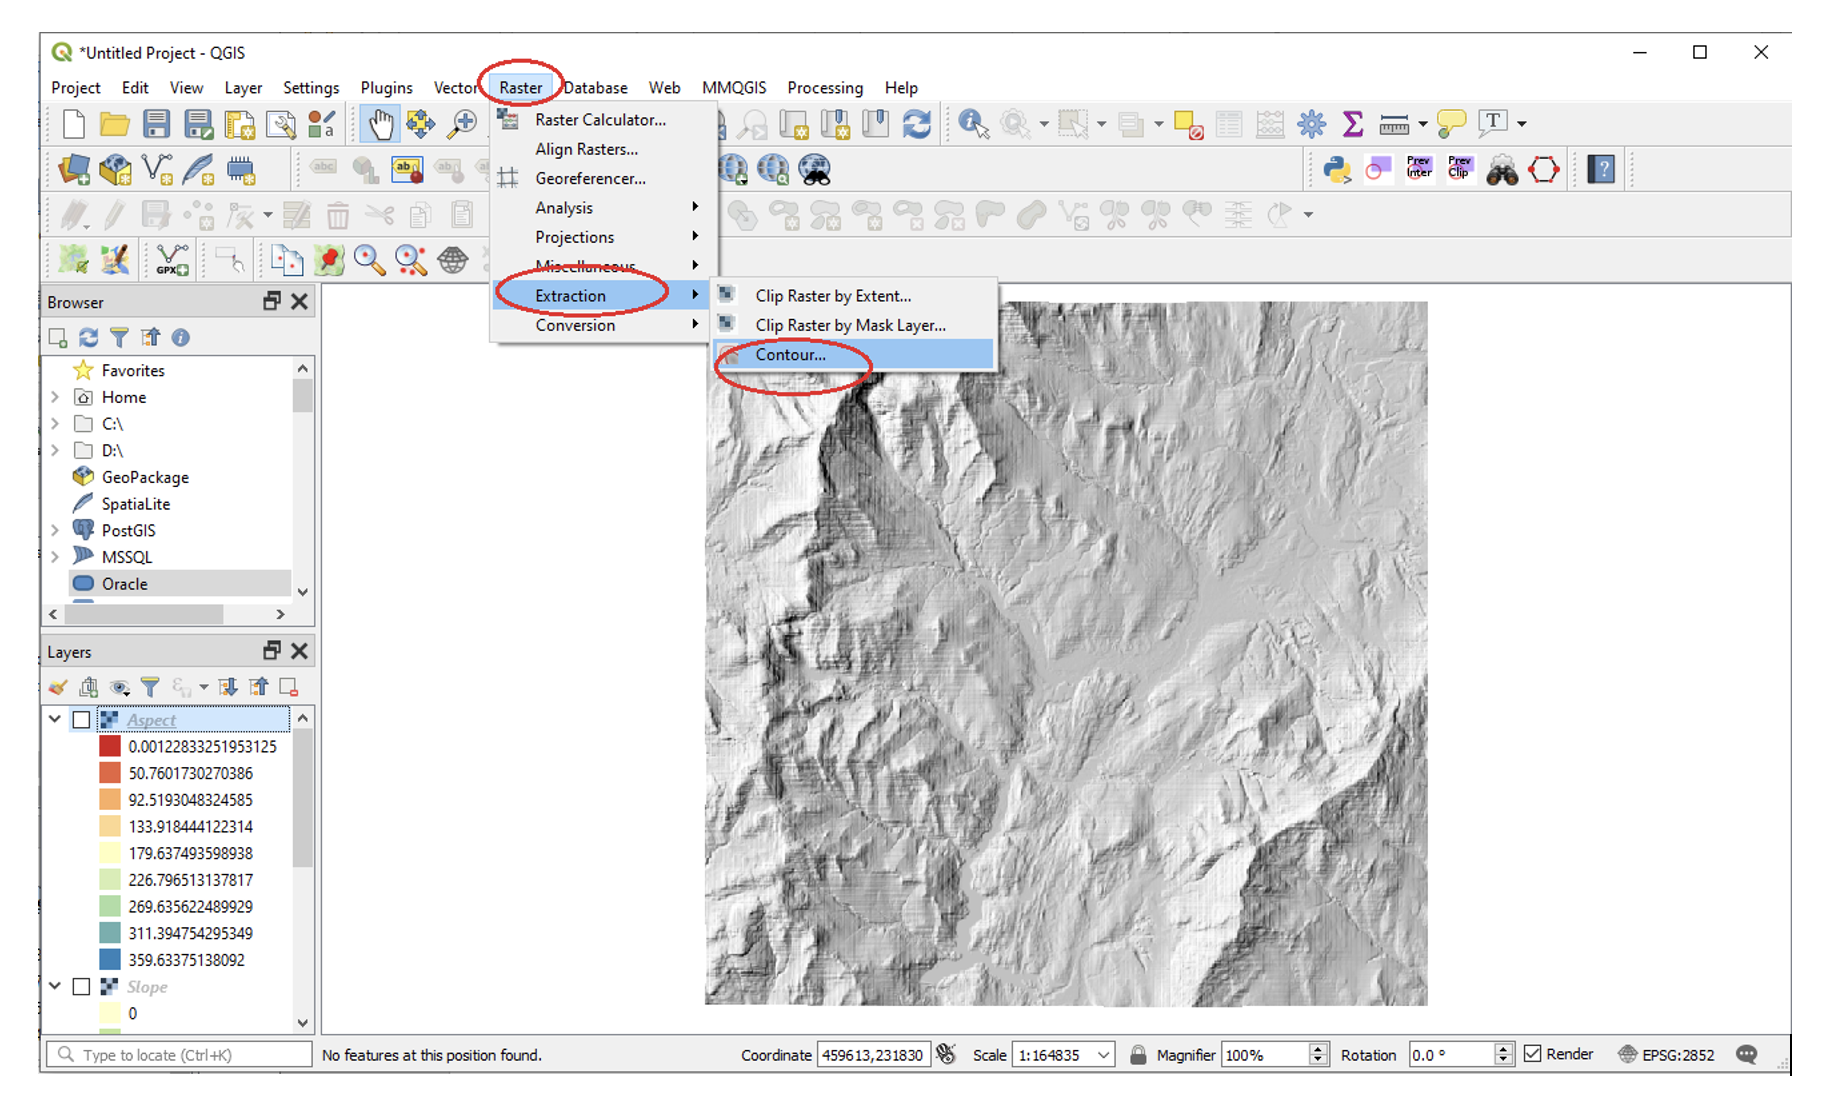 *Untitled Project - QGIS
Project Edit View Layer Settings Plugins Vector Raster Database Web MMQGIS Processing Help
a
T
abc ab ab
Prev Inter Prev Clip ?
GPX
Raster Calculator...
Align Rasters...
Georeferencer...
Analysis
Projections
Miscellaneous
Extraction
Conversion
Clip Raster by Extent...
Clip Raster by Mask Layer...
Contour...
Browser
Favorites
Home
C:\
D:\
GeoPackage
SpatiaLite
PostGIS
MSSQL
Oracle
Layers
Aspect
0.00122833251953125
50.7601730270386
92.5193048324585
133.918444122314
179.637493598938
226.796513137817
269.635622489929
311.394754295349
359.63375138092
Slope
0
Type to locate (Ctrl+K) No features at this position found. Coordinate 459613,231830 Scale 1:164835 Magnifier 100% Rotation 0.0 ° Render EPSG:2852